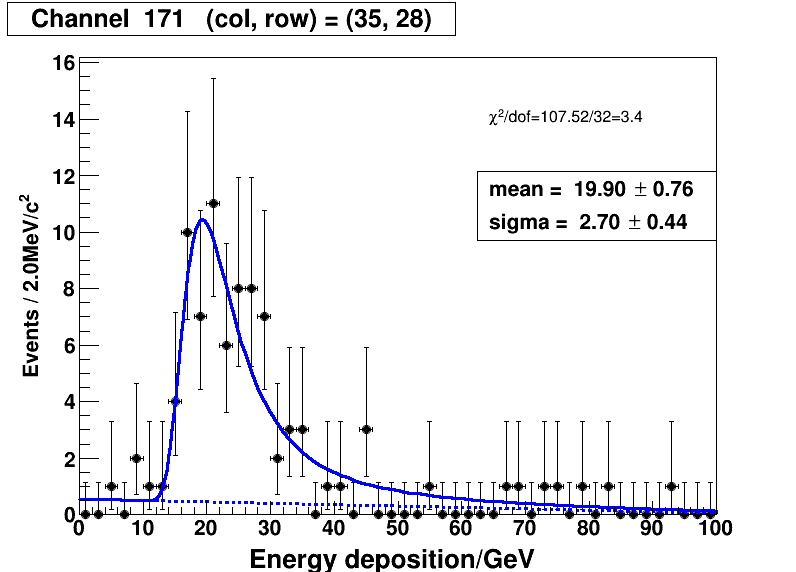 Channel 171 (col, row) = (35, 28)
χ²/dof=107.52/32=3.4
mean = 19.90 ± 0.76
sigma = 2.70 ± 0.44
Events / 2.0MeV/c²
16
14
12
10
8
6
4
2
0
0 10 20 30 40 50 60 70 80 90 100
Energy deposition/GeV